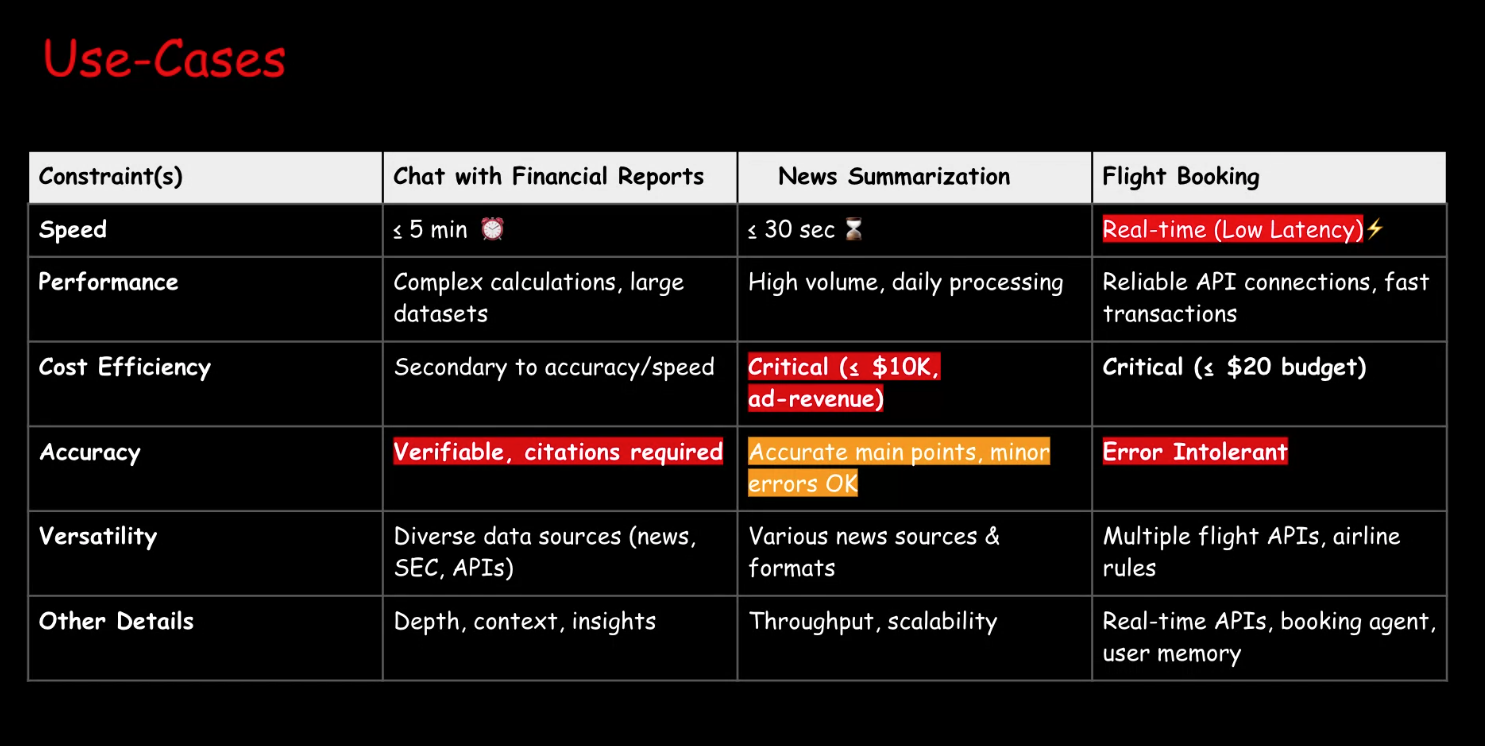 Use-Cases
Constraint(s)
Chat with Financial Reports
News Summarization
Flight Booking
Speed
≤ 5 min ⏰
≤ 30 sec ⏳
Real-time (Low Latency)⚡
Performance
Complex calculations, large
datasets
High volume, daily processing
Reliable API connections, fast
transactions
Cost Efficiency
Secondary to accuracy/speed
Critical (≤ $10K,
ad-revenue)
Critical (≤ $20 budget)
Accuracy
Verifiable, citations required
Accurate main points, minor
errors OK
Error Intolerant
Versatility
Diverse data sources (news,
SEC, APIs)
Various news sources &
formats
Multiple flight APIs, airline
rules
Other Details
Depth, context, insights
Throughput, scalability
Real-time APIs, booking agent,
user memory